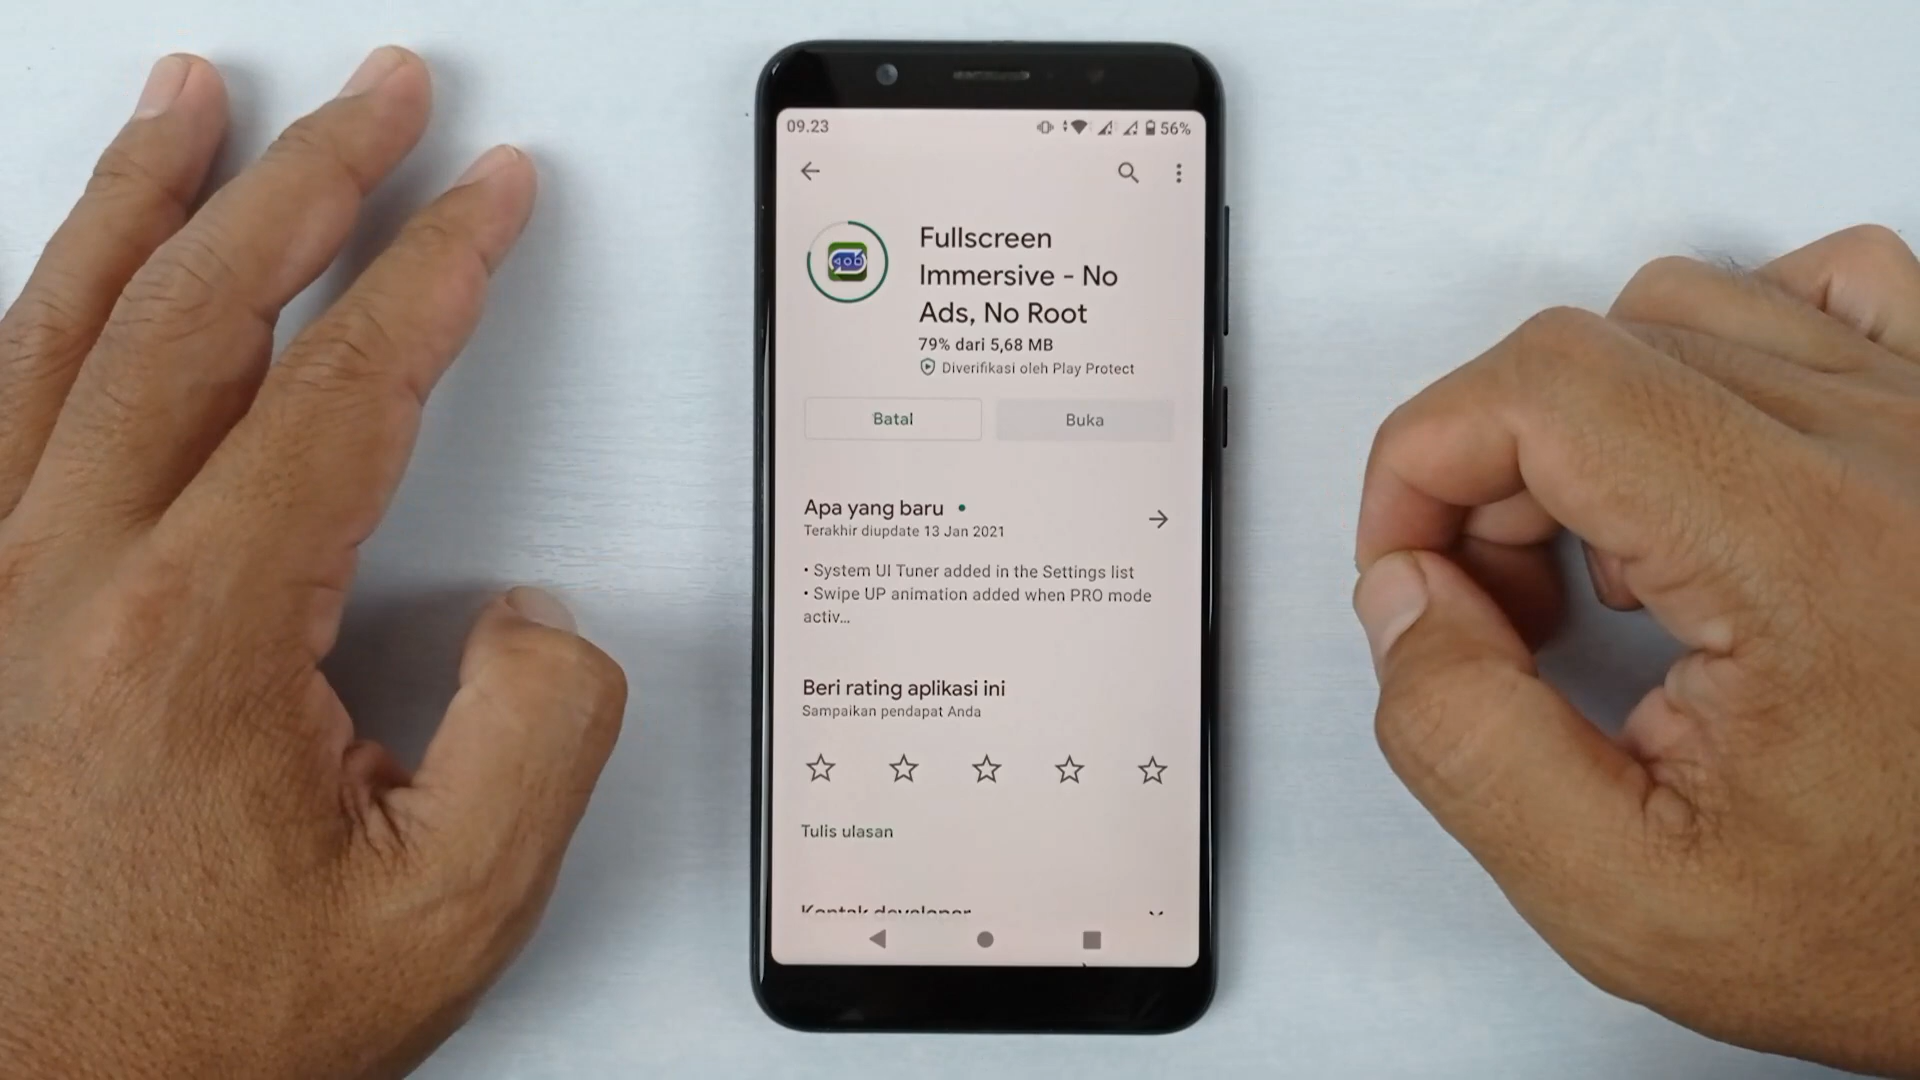 09.23
56%
Fullscreen
Immersive - No
Ads, No Root
79% dari 5,68 MB
Diverifikasi oleh Play Protect
Batal
Buka
Apa yang baru
Terakhir diupdate 13 Jan 2021
• System UI Tuner added in the Settings list
• Swipe UP animation added when PRO mode
activ...
Beri rating aplikasi ini
Sampaikan pendapat Anda
Tulis ulasan
Kontak developer